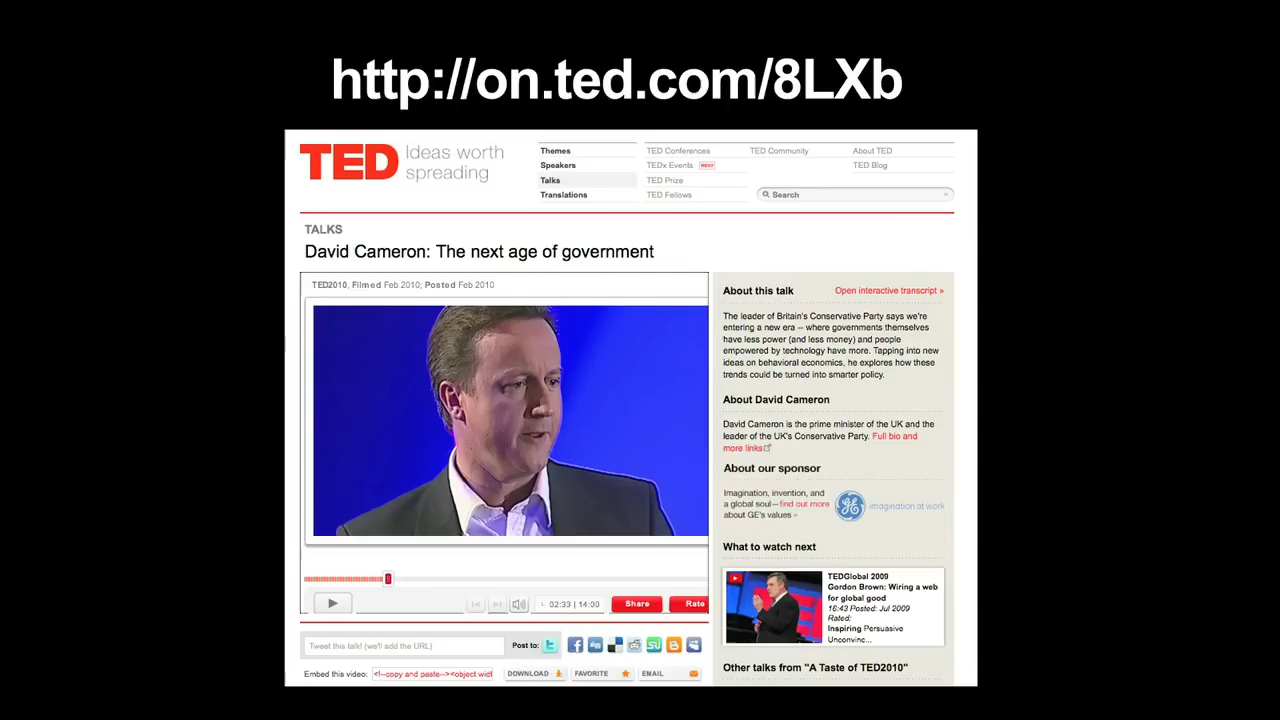 http://on.ted.com/8LXb
TED Ideas worth spreading
Themes
Speakers
Talks
Translations
TED Conferences
TEDx Events NEW!
TED Prize
TED Fellows
TED Community
About TED
TED Blog
Search
TALKS
David Cameron: The next age of government
TED2010, Filmed Feb 2010; Posted Feb 2010
02:33 | 14:00
Share
Rate
Tweet this talk! (we'll add the URL)
Post to:
Embed this video: <!--copy and paste--><object widt
DOWNLOAD
FAVORITE
EMAIL
About this talk
Open interactive transcript »
The leader of Britain's Conservative Party says we're
entering a new era -- where governments themselves
have less power (and less money) and people
empowered by technology have more. Tapping into new
ideas on behavioral economics, he explores how these
trends could be turned into smarter policy.
About David Cameron
David Cameron is the prime minister of the UK and the
leader of the UK's Conservative Party. Full bio and
more links
About our sponsor
Imagination, invention, and
a global soul—find out more
about GE's values -
imagination at work
What to watch next
TEDGlobal 2009
Gordon Brown: Wiring a web
for global good
16:43 Posted: Jul 2009
Rated:
Inspiring Persuasive
Unconvinc...
Other talks from "A Taste of TED2010"